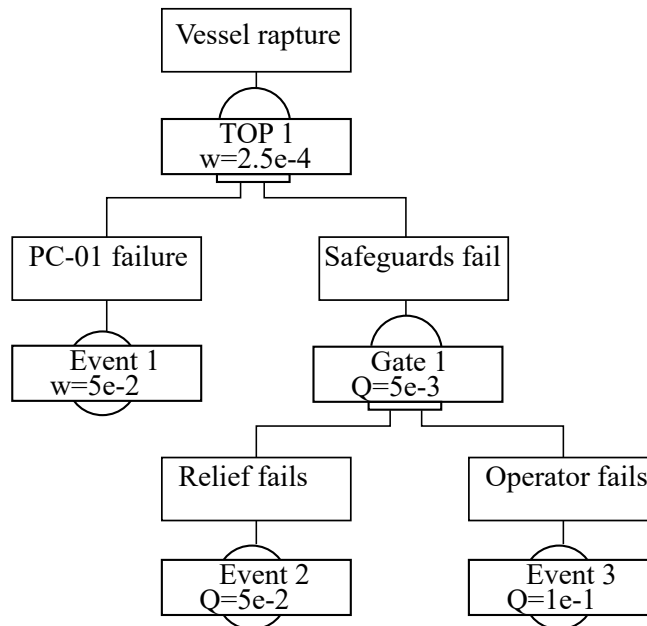 Vessel rapture
TOP 1
w=2.5e-4
PC-01 failure
Safeguards fail
Event 1
w=5e-2
Gate 1
Q=5e-3
Relief fails
Operator fails
Event 2
Q=5e-2
Event 3
Q=1e-1